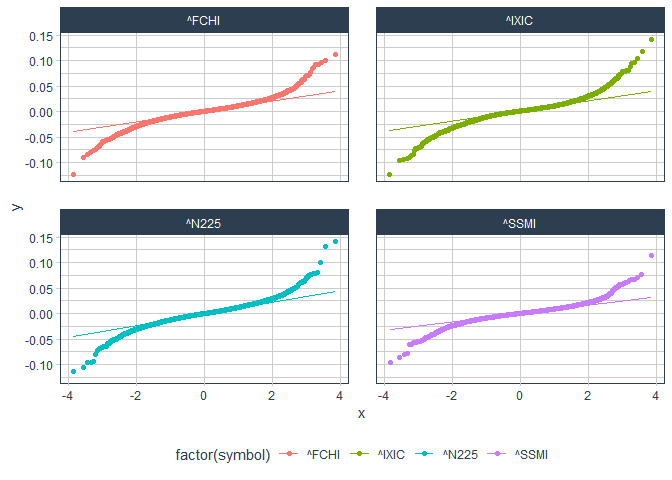 ^FCHI
^IXIC
0.15
0.10
0.05
0.00
-0.05
-0.10
y
^N225
^SSMI
0.15
0.10
0.05
0.00
-0.05
-0.10
-4 -2 0 2 4 -4 -2 0 2 4
x
factor(symbol) ^FCHI ^IXIC ^N225 ^SSMI